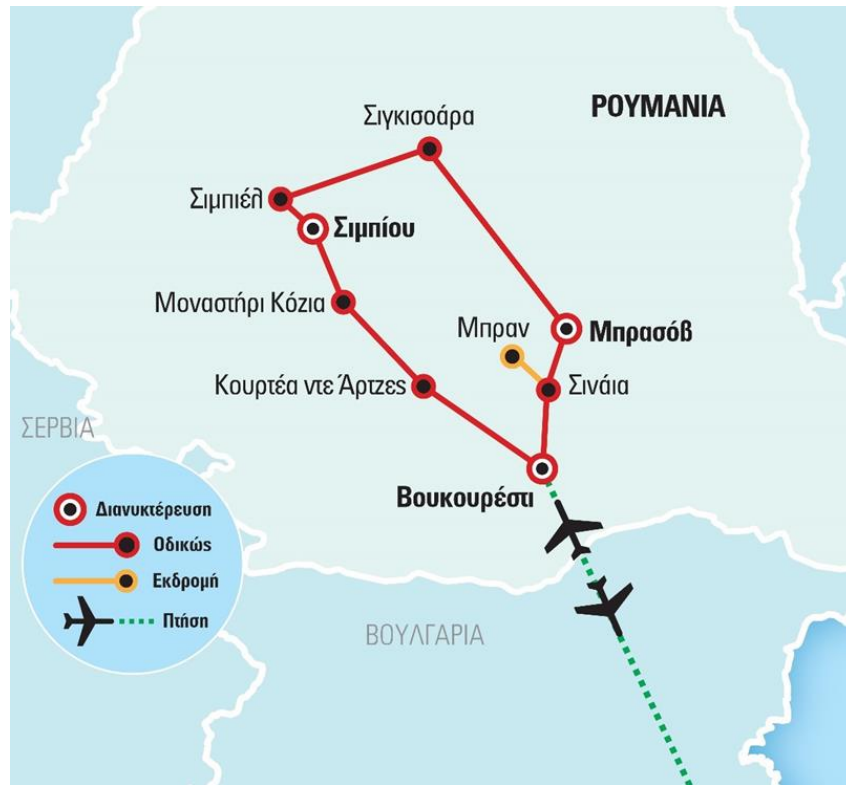 ΡΟΥΜΑΝΙΑ
Σιγκισοάρα
Σιμπιέλ
Σιμπίου
Μοναστήρι Κόζια
Μπραν
Μπρασόβ
Κουρτέα ντε Άρτζες
Σινάια
ΣΕΡΒΙΑ
Βουκουρέστι
Διανυκτέρευση
Οδικώς
Εκδρομή
Πτήση
ΒΟΥΛΓΑΡΙΑ